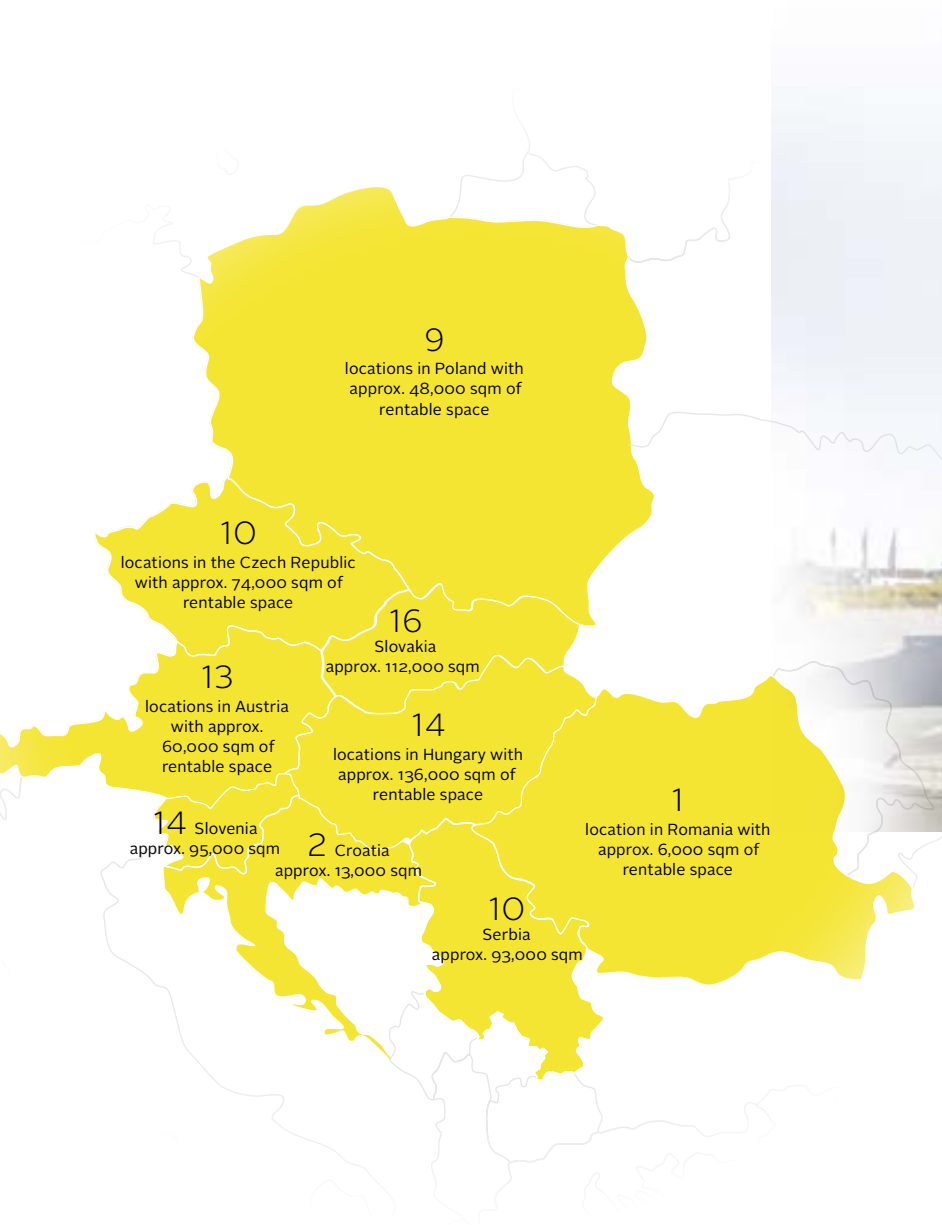 9
locations in Poland with
approx. 48,000 sqm of
rentable space
10
locations in the Czech Republic
with approx. 74,000 sqm of
rentable space
16
Slovakia
approx. 112,000 sqm
13
locations in Austria
with approx.
60,000 sqm of
rentable space
14
locations in Hungary with
approx. 136,000 sqm of
rentable space
1
location in Romania with
approx. 6,000 sqm of
rentable space
14 Slovenia
approx. 95,000 sqm
2 Croatia
approx. 13,000 sqm
10
Serbia
approx. 93,000 sqm